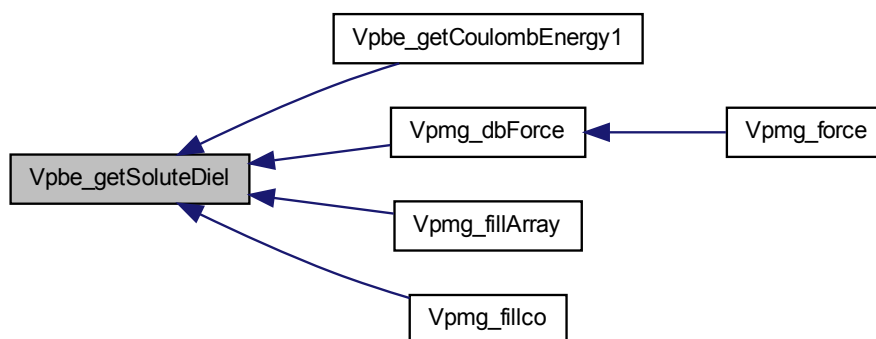 Vpbe_getCoulombEnergy1
Vpmg_dbForce
Vpmg_force
Vpbe_getSoluteDiel
Vpmg_fillArray
Vpmg_fillco